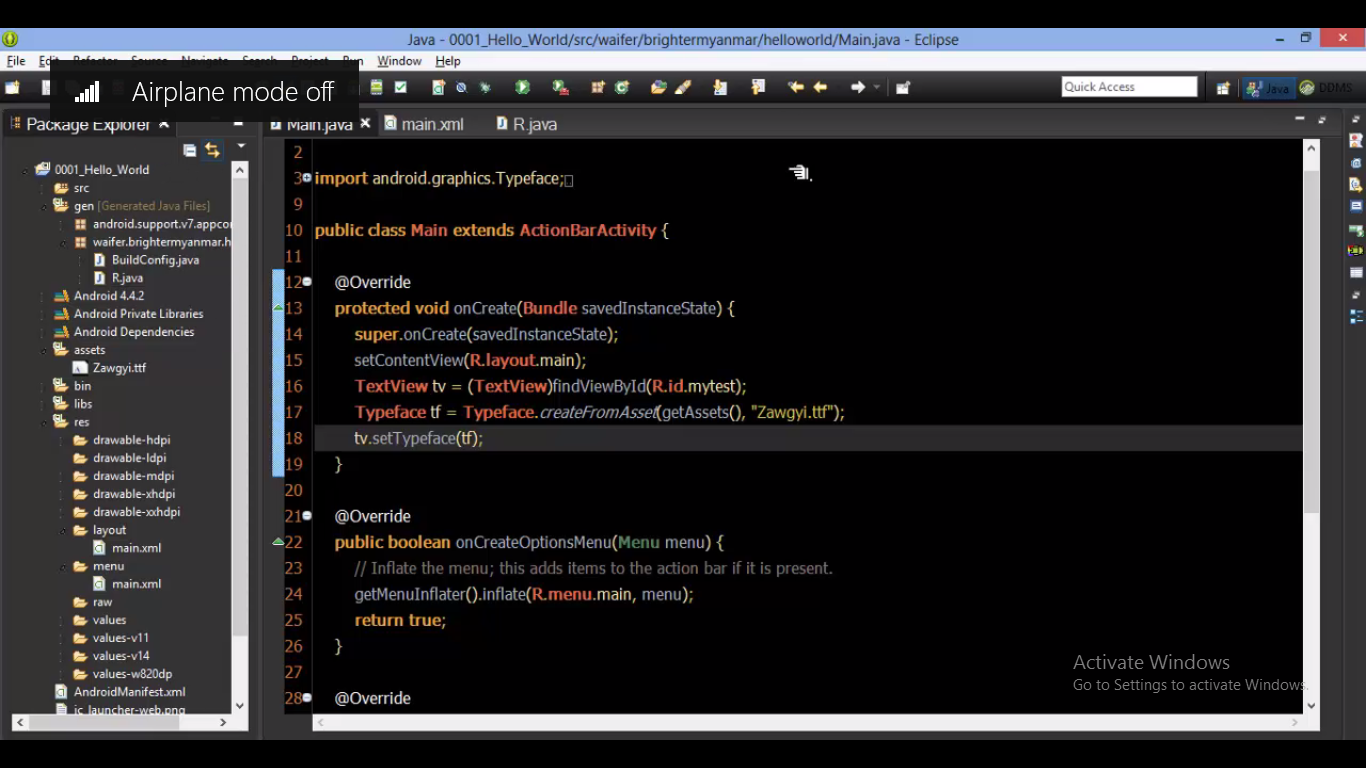 Java - 0001_Hello_World/src/waifer/brightermyanmar/helloworld/Main.java - Eclipse
File Edit Refactor Source Navigate Search Project Run Window Help
Airplane mode off
Quick Access
Java
DDMS
Package Explorer
Main.java
main.xml
R.java
0001_Hello_World
src
gen [Generated Java Files]
android.support.v7.appcor
waifer.brightermyanmar.h
BuildConfig.java
R.java
Android 4.4.2
Android Private Libraries
Android Dependencies
assets
Zawgyi.ttf
bin
libs
res
drawable-hdpi
drawable-ldpi
drawable-mdpi
drawable-xhdpi
drawable-xxhdpi
layout
main.xml
menu
main.xml
raw
values
values-v11
values-v14
values-w820dp
AndroidManifest.xml
ic_launcher-web.png
2
3 import android.graphics.Typeface;
9
10 public class Main extends ActionBarActivity {
11
12 @Override
13 protected void onCreate(Bundle savedInstanceState) {
14 super.onCreate(savedInstanceState);
15 setContentView(R.layout.main);
16 TextView tv = (TextView)findViewById(R.id.mytest);
17 Typeface tf = Typeface.createFromAsset(getAssets(), "Zawgyi.ttf");
18 tv.setTypeface(tf);
19 }
20
21 @Override
22 public boolean onCreateOptionsMenu(Menu menu) {
23 // Inflate the menu; this adds items to the action bar if it is present.
24 getMenuInflater().inflate(R.menu.main, menu);
25 return true;
26 }
27
28 @Override
Activate Windows
Go to Settings to activate Windows.